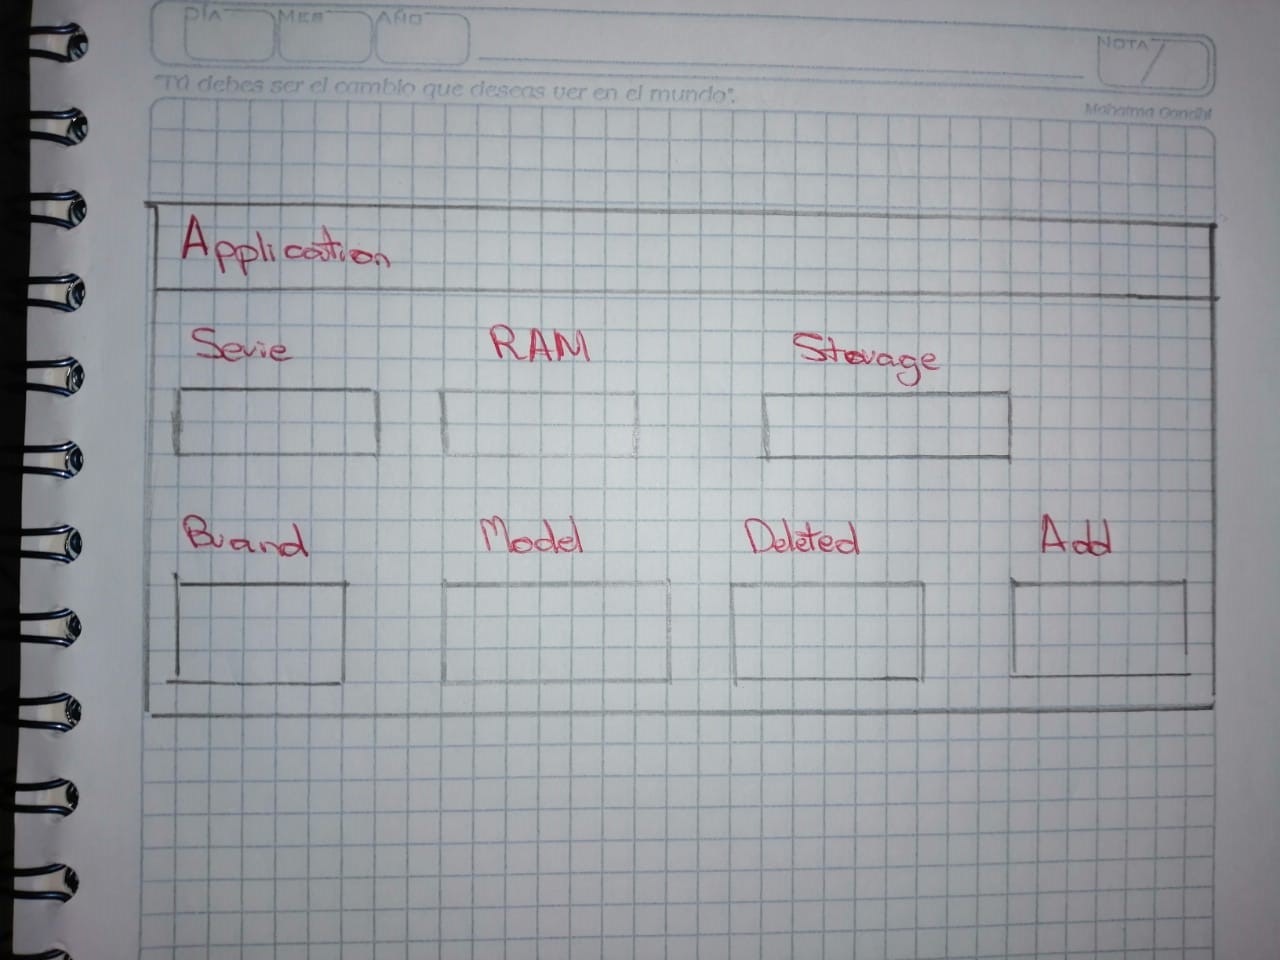 DÍA MES AÑO NOTA
"Tú debes ser el cambio que deseas ver en el mundo".
Mahatma Gandhi
Application
Serie RAM Storage
Brand Model Deleted Add